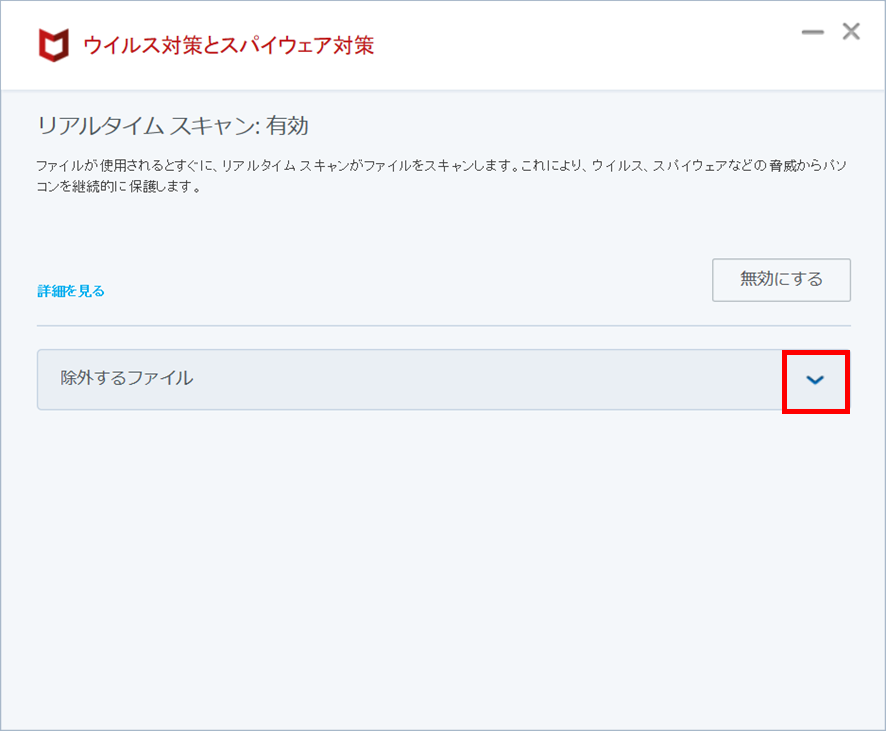 ウイルス対策とスパイウェア対策
リアルタイム スキャン: 有効
ファイルが使用されるとすぐに、リアルタイム スキャンがファイルをスキャンします。これにより、ウイルス、スパイウェアなどの脅威からパソ
コンを継続的に保護します。
詳細を見る
無効にする
除外するファイル